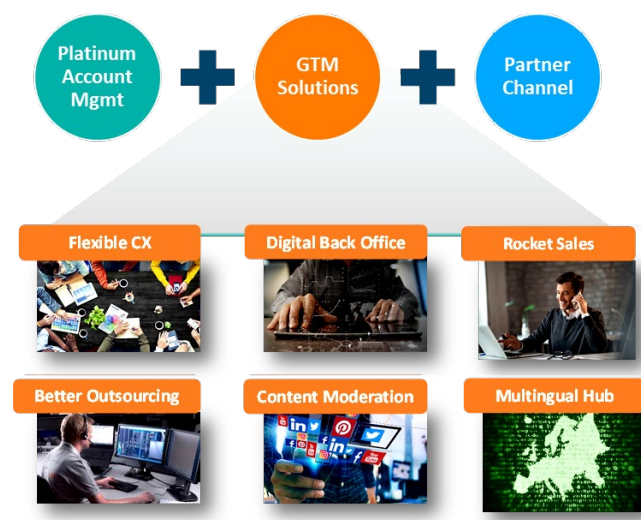 Platinum
Account
Mgmt
GTM
Solutions
Partner
Channel
Flexible CX
Digital Back Office
Rocket Sales
Better Outsourcing
Content Moderation
Multingual Hub